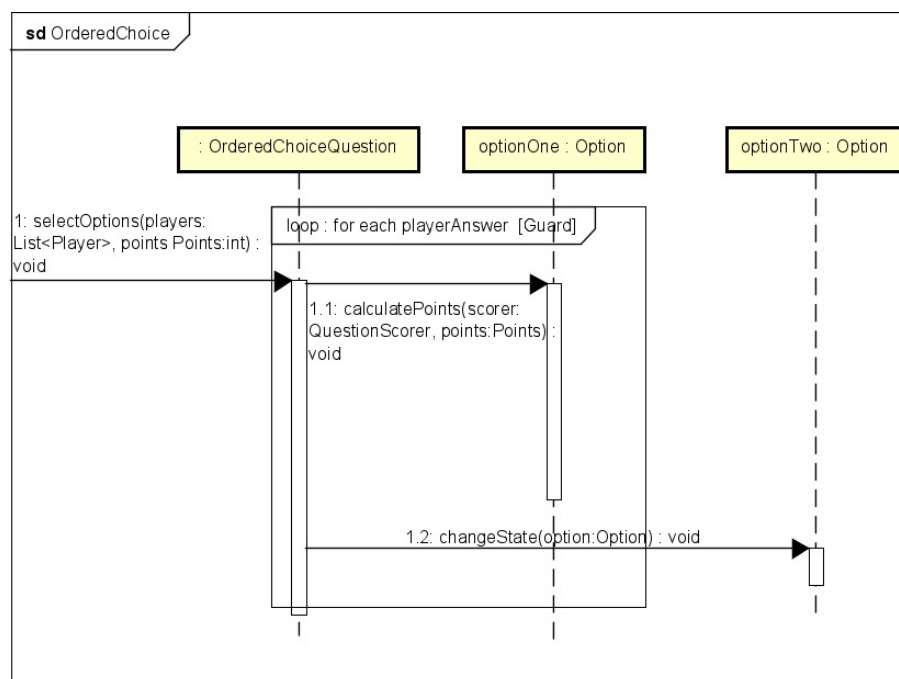 sd OrderedChoice
: OrderedChoiceQuestion
optionOne : Option
optionTwo : Option
1: selectOptions(players:
List<Player>, points Points:int) :
void
loop : for each playerAnswer [Guard]
1.1: calculatePoints(scorer:
QuestionScorer, points:Points) :
void
1.2: changeState(option:Option) : void